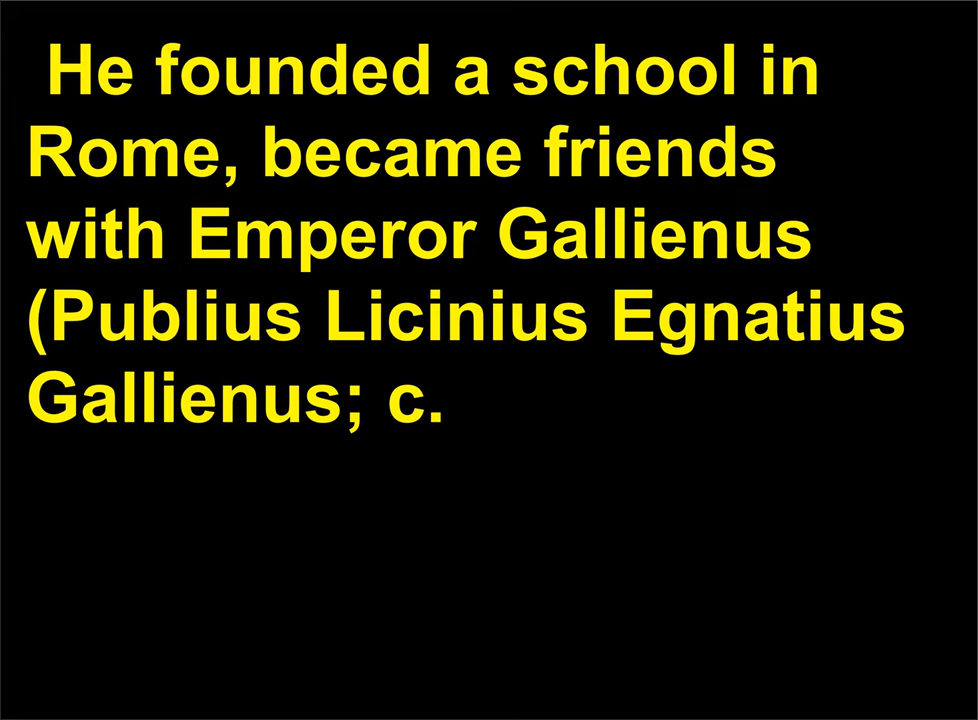 He founded a school in
Rome, became friends
with Emperor Gallienus
(Publius Licinius Egnatius
Gallienus; c.